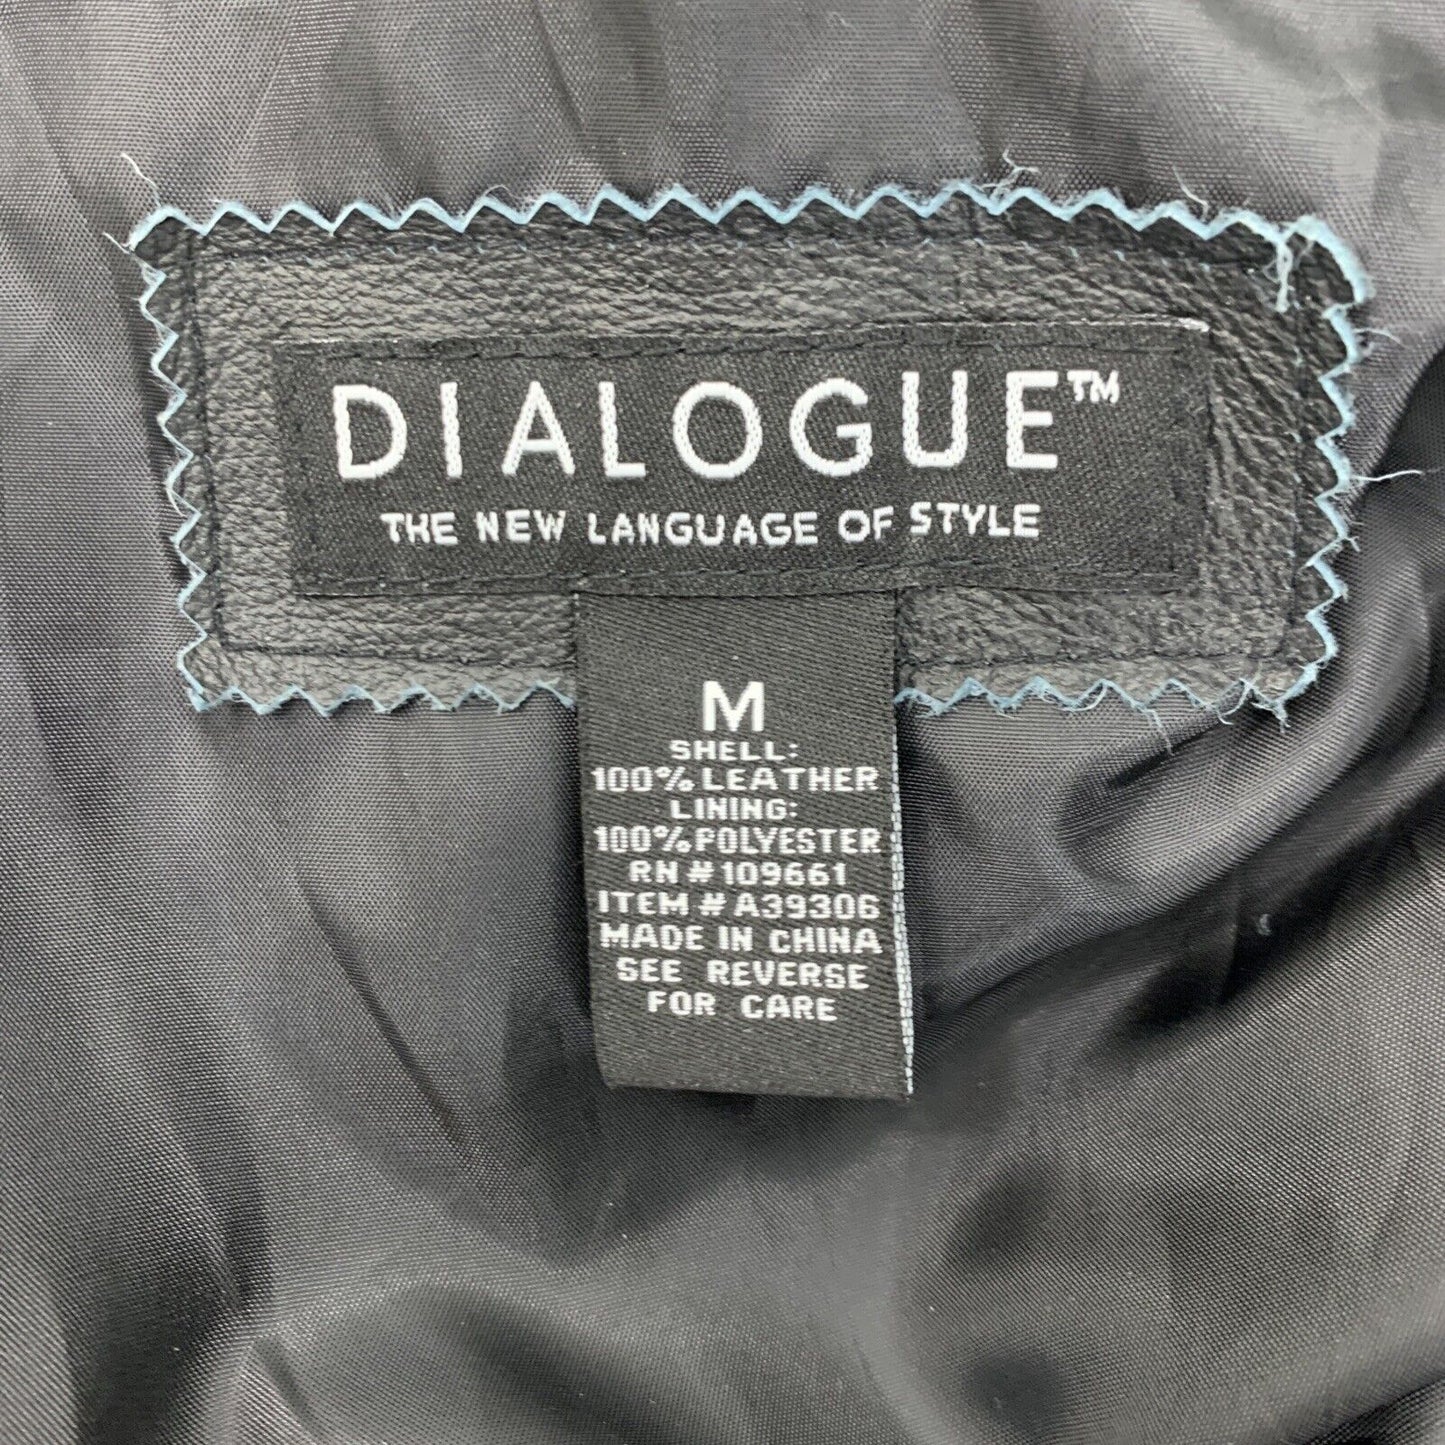 DIALOGUE™
THE NEW LANGUAGE OF STYLE
M
SHELL:
100% LEATHER
LINING:
100% POLYESTER
RN # 109661
ITEM # A39306
MADE IN CHINA
SEE REVERSE
FOR CARE